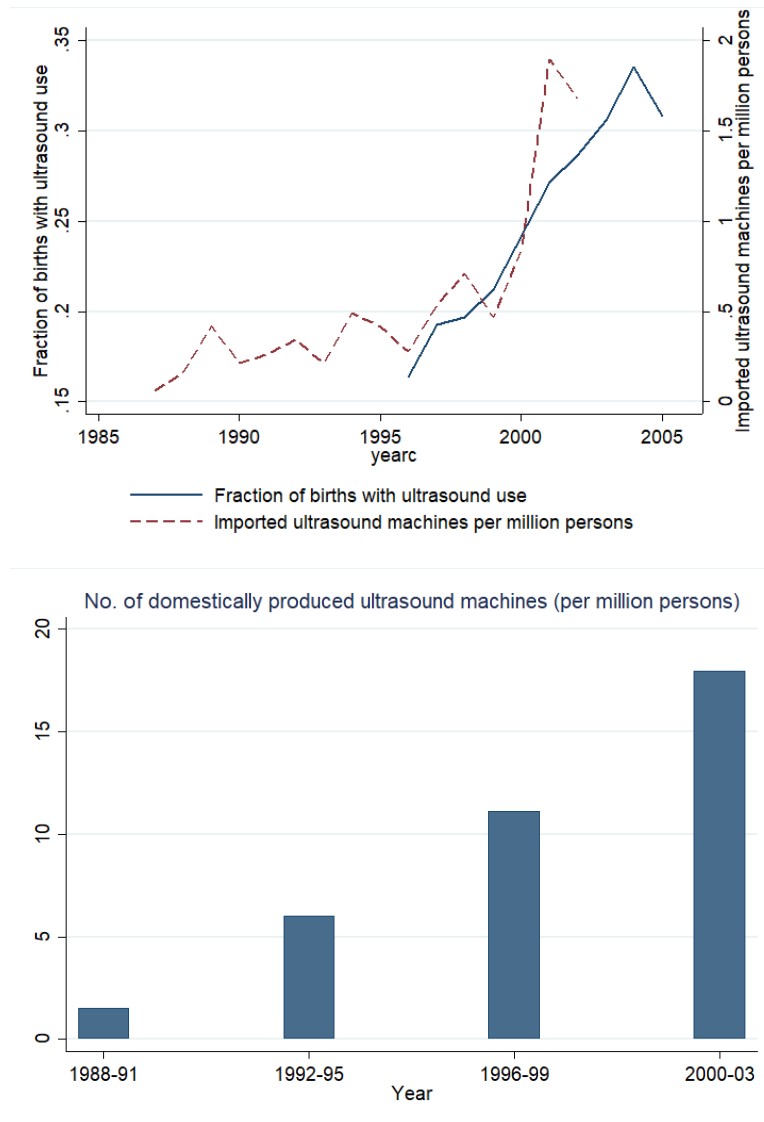 Fraction of births with ultrasound use
.15 .2 .25 .3 .35
Imported ultrasound machines per million persons
0 .5 1 1.5 2
1985 1990 1995 2000 2005
yearc
Fraction of births with ultrasound use
Imported ultrasound machines per million persons
No. of domestically produced ultrasound machines (per million persons)
0 5 10 15 20
1988-91 1992-95 1996-99 2000-03
Year